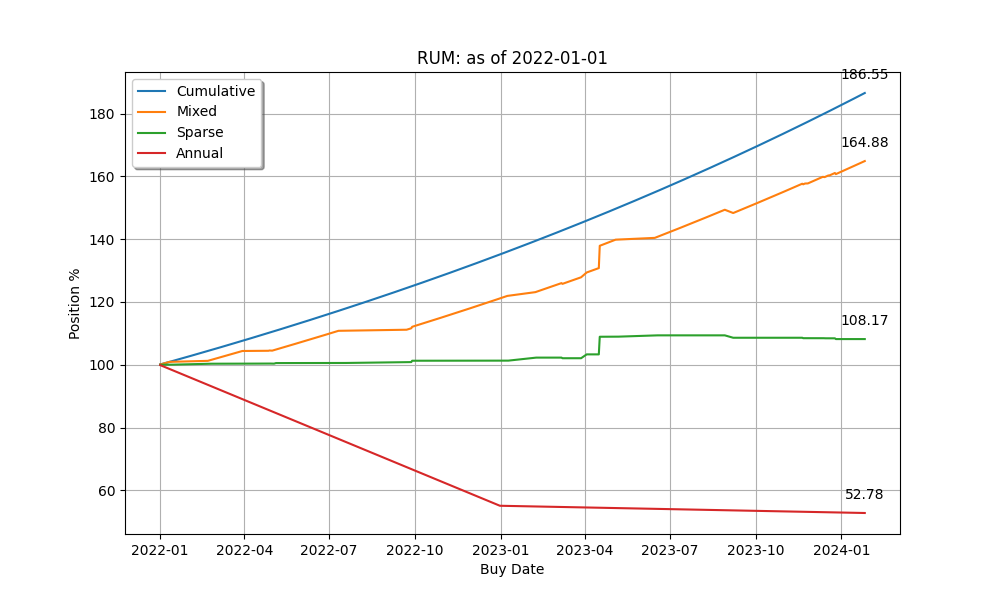 RUM: as of 2022-01-01
Cumulative
Mixed
Sparse
Annual
186.55
164.88
108.17
52.78
Position %
180
160
140
120
100
80
60
2022-01 2022-04 2022-07 2022-10 2023-01 2023-04 2023-07 2023-10 2024-01
Buy Date